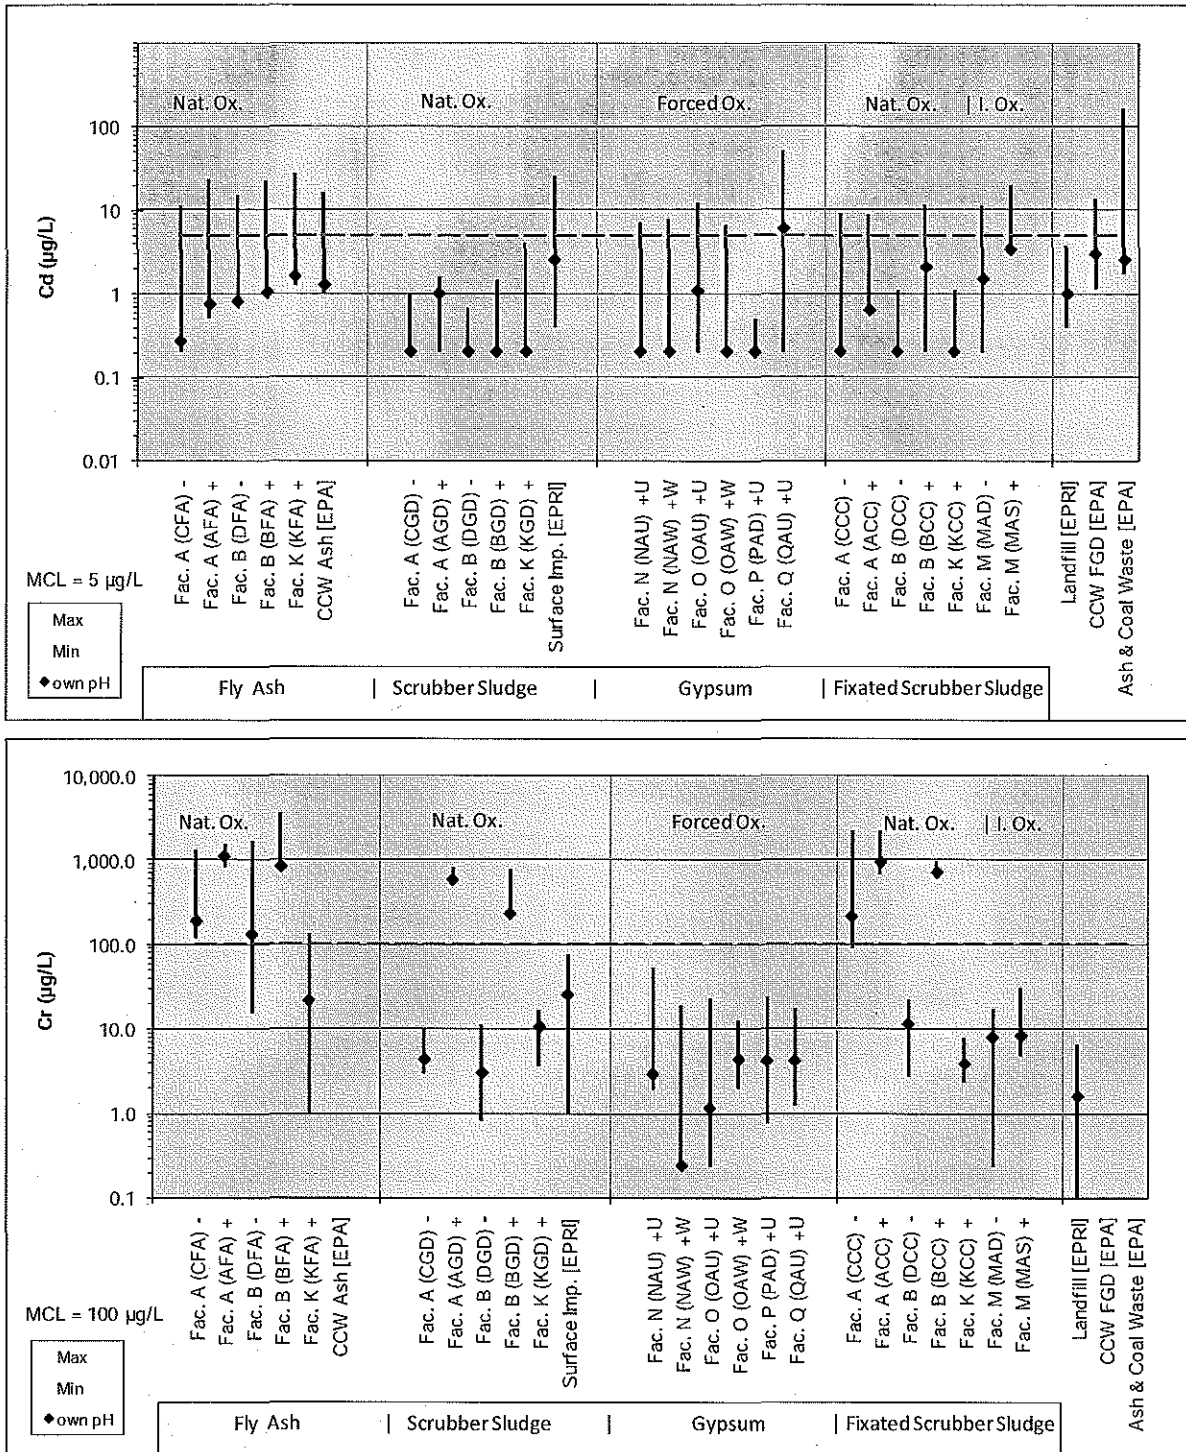 Nat. Ox. Nat. Ox. Forced Ox. Nat. Ox. | I. Ox.
Cd (µg/L)
100
10
1
0.1
0.01
Fac. A (CFA) -
Fac. A (AFA) +
Fac. B (DFA) -
Fac. B (BFA) +
Fac. K (KFA) +
CCW Ash [EPA]
Fac. A (CGD) -
Fac. A (AGD) +
Fac. B (DGD) -
Fac. B (BGD) +
Fac. K (KGD) +
Surface Imp. [EPRI]
Fac. N (NAU) +U
Fac. N (NAW) +W
Fac. O (OAU) +U
Fac. O (OAW) +W
Fac. P (PAD) +U
Fac. Q (QAU) +U
Fac. A (CCC) -
Fac. A (ACC) +
Fac. B (DCC) -
Fac. B (BCC) +
Fac. K (KCC) +
Fac. M (MAD) -
Fac. M (MAS) +
Landfill [EPRI]
CCW FGD [EPA]
Ash & Coal Waste [EPA]
MCL = 5 µg/L
Max
Min
own pH
Fly Ash | Scrubber Sludge | Gypsum | Fixated Scrubber Sludge
Nat. Ox. Nat. Ox. Forced Ox. Nat. Ox. | I. Ox.
Cr (µg/L)
10,000.0
1,000.0
100.0
10.0
1.0
0.1
Fac. A (CFA) -
Fac. A (AFA) +
Fac. B (DFA) -
Fac. B (BFA) +
Fac. K (KFA) +
CCW Ash [EPA]
Fac. A (CGD) -
Fac. A (AGD) +
Fac. B (DGD) -
Fac. B (BGD) +
Fac. K (KGD) +
Surface Imp. [EPRI]
Fac. N (NAU) +U
Fac. N (NAW) +W
Fac. O (OAU) +U
Fac. O (OAW) +W
Fac. P (PAD) +U
Fac. Q (QAU) +U
Fac. A (CCC) -
Fac. A (ACC) +
Fac. B (DCC) -
Fac. B (BCC) +
Fac. K (KCC) +
Fac. M (MAD) -
Fac. M (MAS) +
Landfill [EPRI]
CCW FGD [EPA]
Ash & Coal Waste [EPA]
MCL = 100 µg/L
Max
Min
own pH
Fly Ash | Scrubber Sludge | Gypsum | Fixated Scrubber Sludge